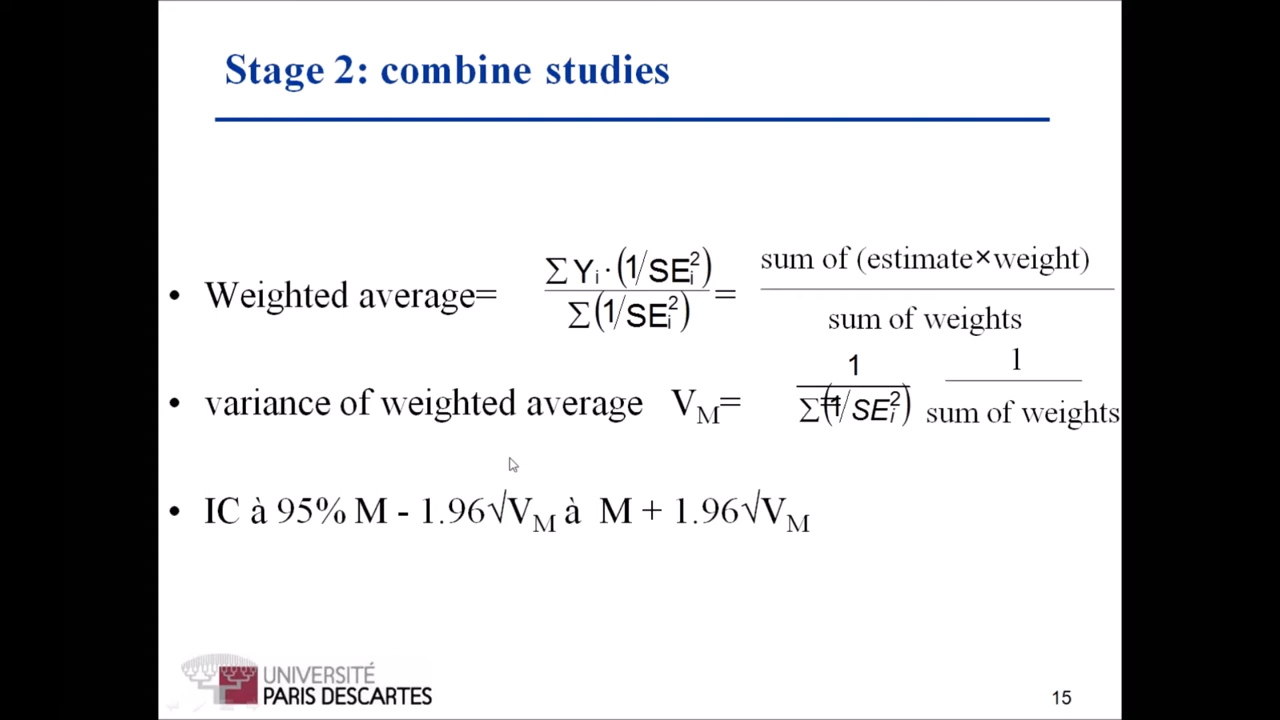 Stage 2: combine studies
• Weighted average= ∑Yᵢ·(1/SEᵢ²) / ∑(1/SEᵢ²) = sum of (estimate×weight) / sum of weights
• variance of weighted average V_M= 1 / ∑(1/SEᵢ²) = 1 / sum of weights
• IC à 95% M - 1.96√V_M à M + 1.96√V_M
UNIVERSITÉ
PARIS DESCARTES
15